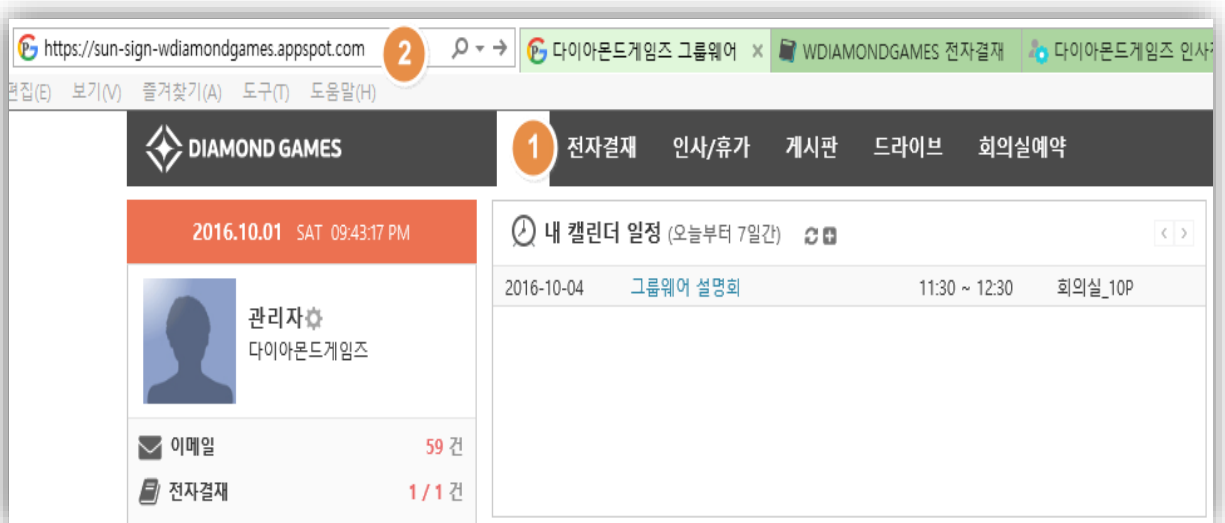 https://sun-sign-wdiamondgames.appspot.com 2 다이아몬드게임즈 그룹웨어 × WDIAMONDGAMES 전자결재 다이아몬드게임즈
편집(E) 보기(V) 즐겨찾기(A) 도구(T) 도움말(H)
DIAMOND GAMES 1 전자결재 인사/휴가 게시판 드라이브 회의실예약
2016.10.01 SAT 09:43:17 PM
내 캘린더 일정 (오늘부터 7일간)
2016-10-04 그룹웨어 설명회 11:30 ~ 12:30 회의실_10P
관리자
다이아몬드게임즈
이메일 59 건
전자결재 1 / 1 건